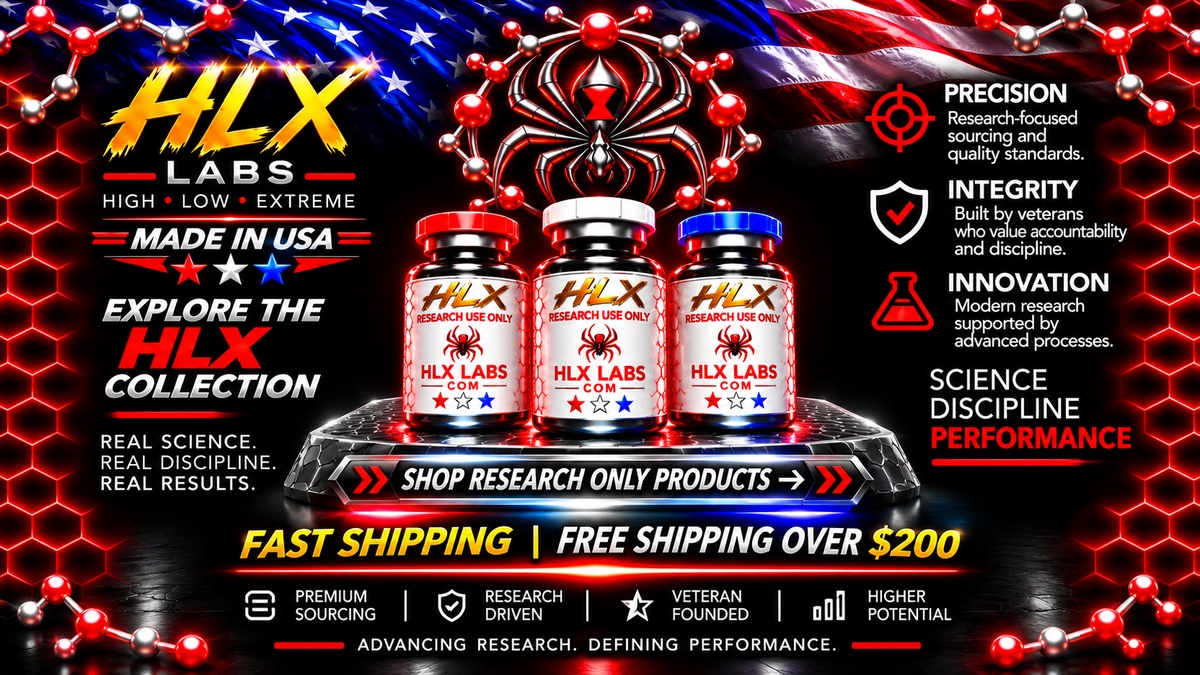 HLX
LABS
HIGH • LOW • EXTREME
MADE IN USA
EXPLORE THE
HLX
COLLECTION
REAL SCIENCE.
REAL DISCIPLINE.
REAL RESULTS.
HLX
RESEARCH USE ONLY
HLX LABS
COM
HLX
RESEARCH USE ONLY
HLX LABS
COM
HLX
RESEARCH USE ONLY
HLX LABS
COM
PRECISION
Research-focused
sourcing and
quality standards.
INTEGRITY
Built by veterans
who value accountability
and discipline.
INNOVATION
Modern research
supported by
advanced processes.
SCIENCE
DISCIPLINE
PERFORMANCE
SHOP RESEARCH ONLY PRODUCTS →
FAST SHIPPING | FREE SHIPPING OVER $200
PREMIUM
SOURCING
RESEARCH
DRIVEN
VETERAN
FOUNDED
HIGHER
POTENTIAL
ADVANCING RESEARCH. DEFINING PERFORMANCE.